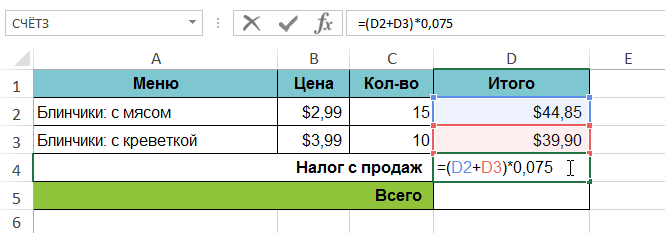 СЧЁТЗ =(D2+D3)*0,075
A B C D E
1 Меню Цена Кол-во Итого
2 Блинчики: с мясом $2,99 15 $44,85
3 Блинчики: с креветкой $3,99 10 $39,90
4 Налог с продаж =(D2+D3)*0,075
5 Всего
6